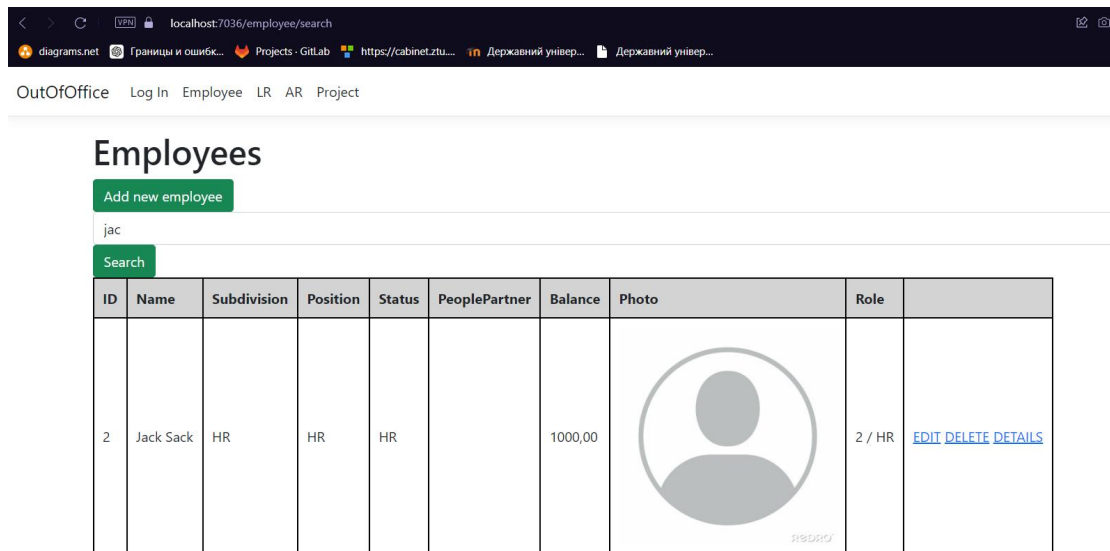 VPN localhost:7036/employee/search
diagrams.net Границы и ошибк... Projects · GitLab https://cabinet.ztu.... Державний універ... Державний універ...
OutOfOffice Log In Employee LR AR Project
Employees
Add new employee
jac
Search
ID Name Subdivision Position Status PeoplePartner Balance Photo Role
2 Jack Sack HR HR HR 1000,00 2 / HR EDIT DELETE DETAILS
REDRO